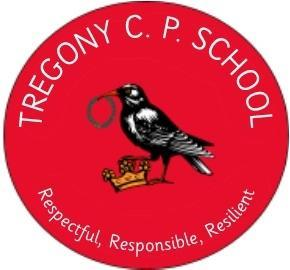 TREGONY C. P. SCHOOL
Respectful, Responsible, Resilient